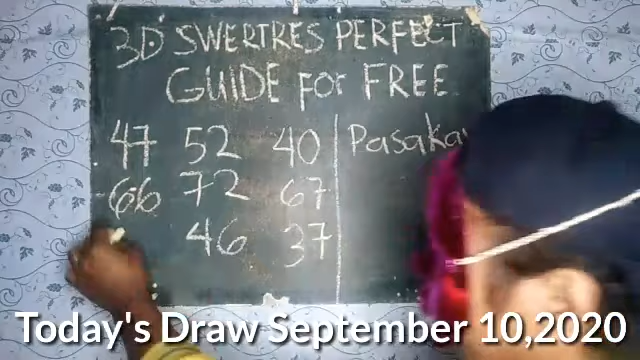 3D SWERTRES PERFECT
GUIDE for FREE
47 52 40 Pasaka
66 72 67
46 37
Today's Draw September 10,2020